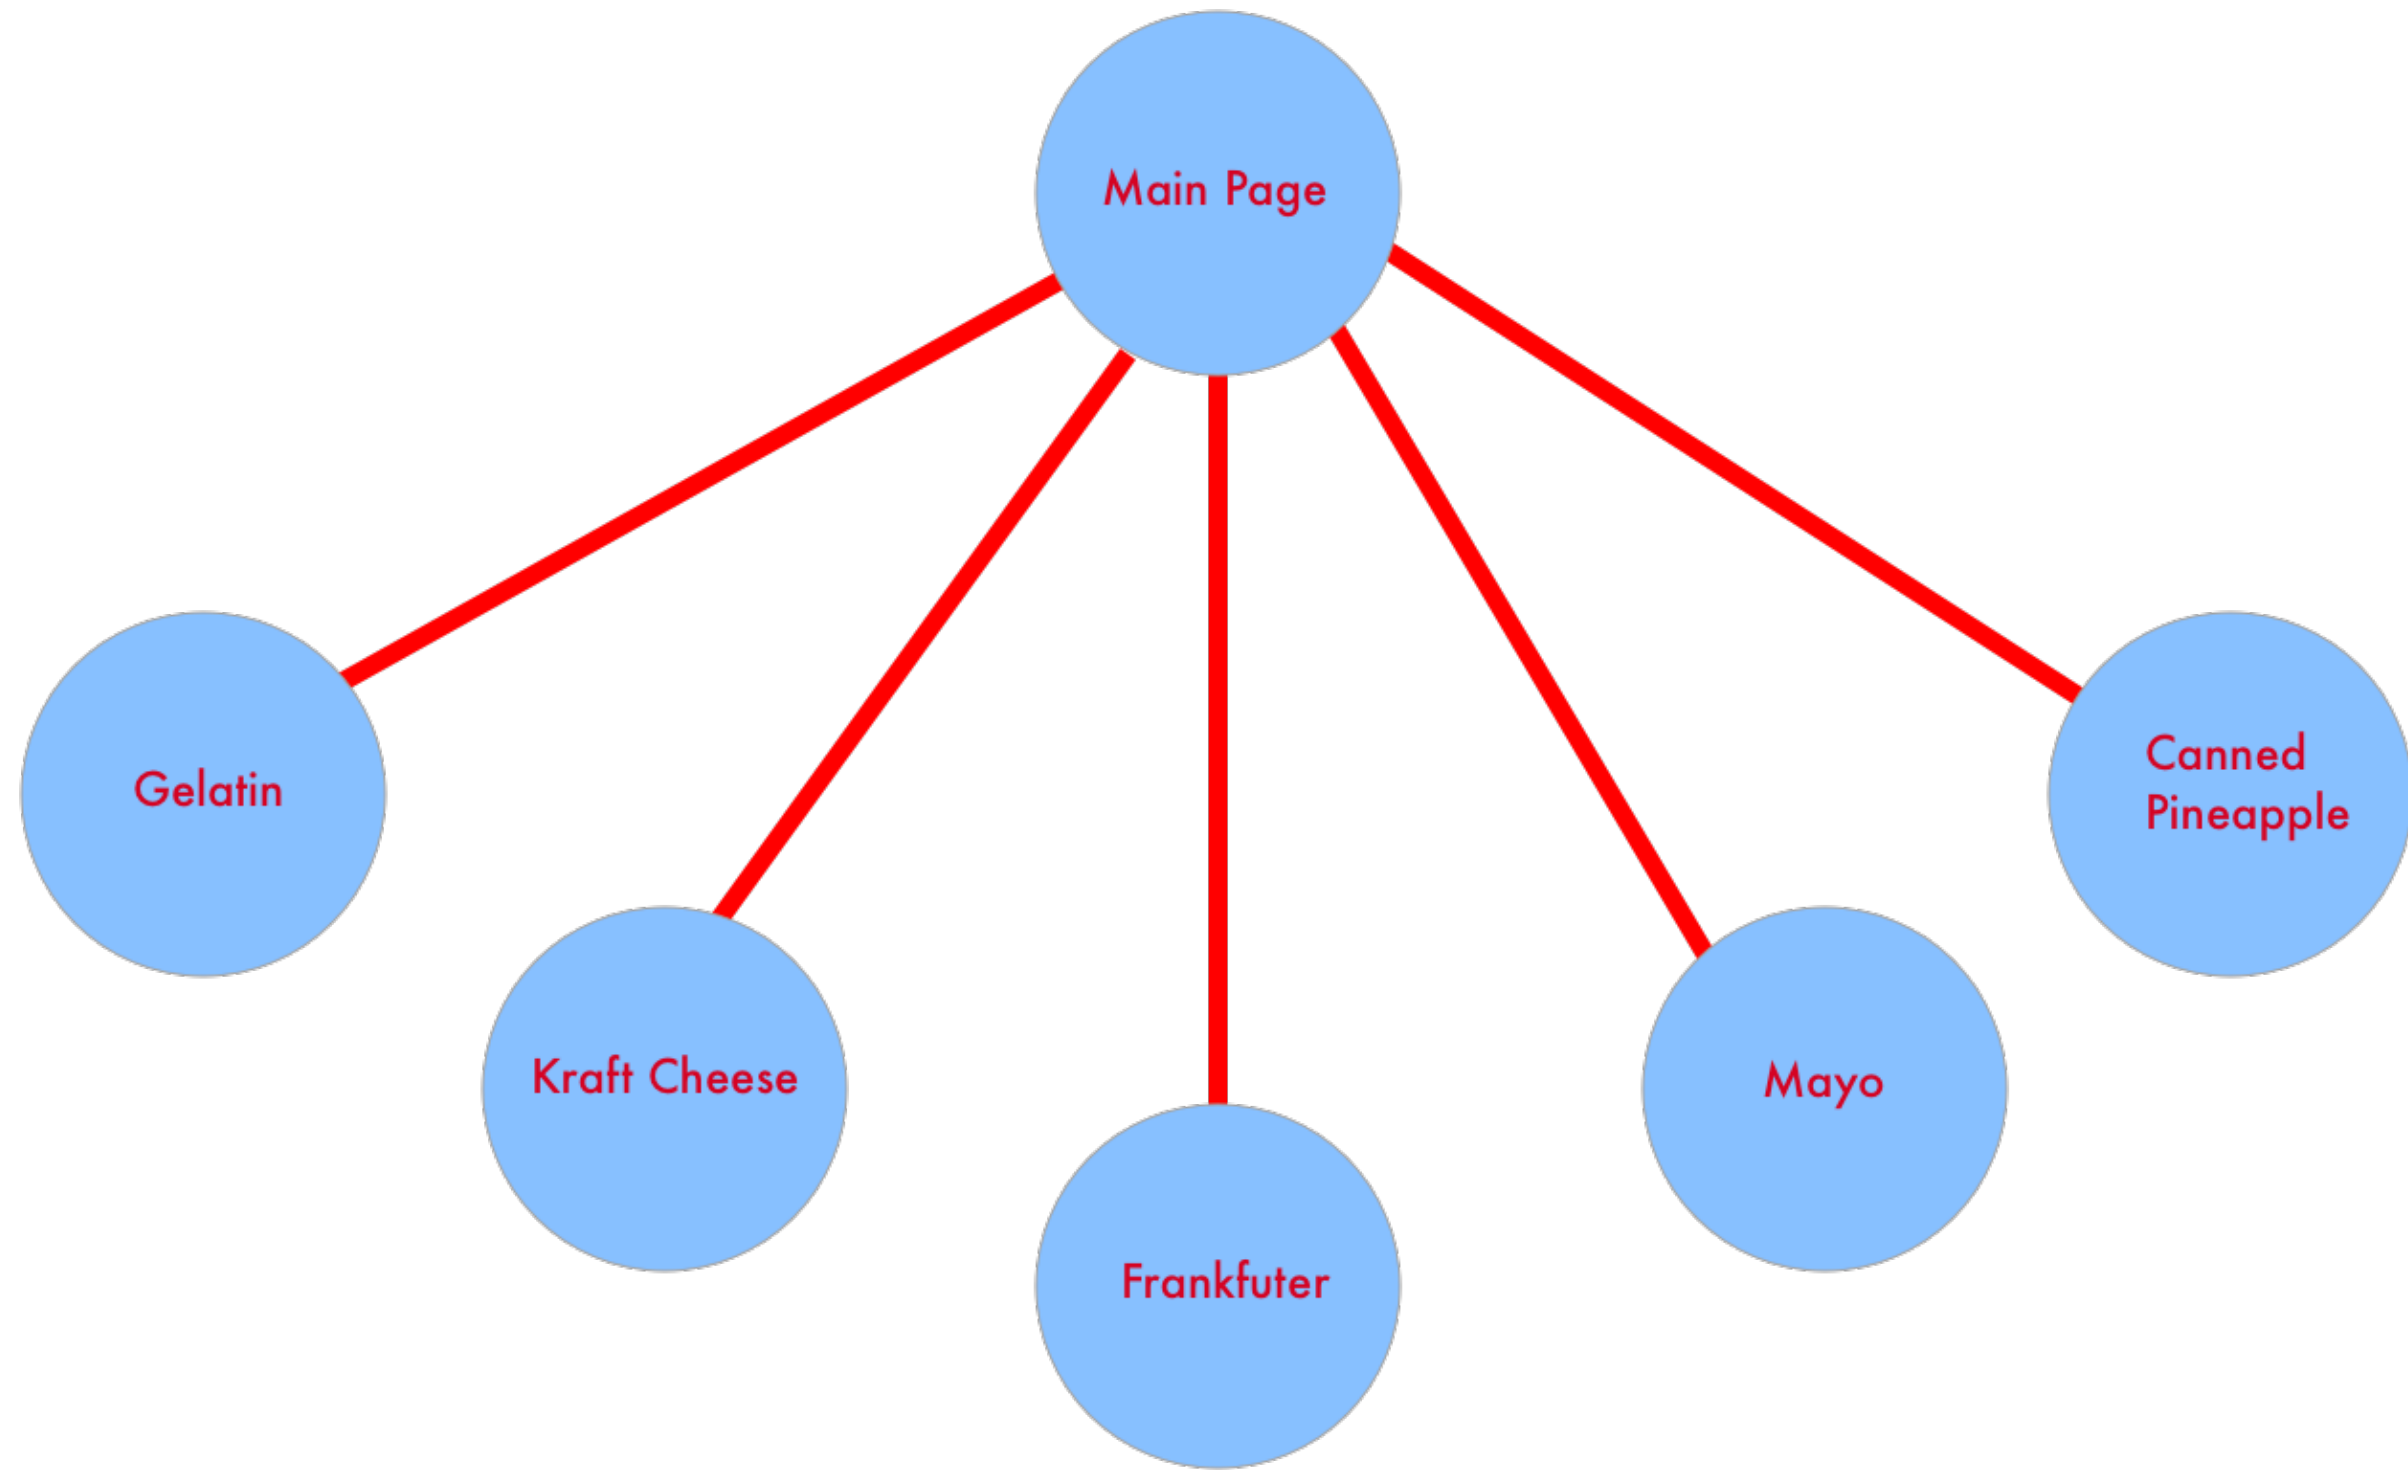 Main Page
Gelatin
Kraft Cheese
Frankfuter
Mayo
Canned
Pineapple